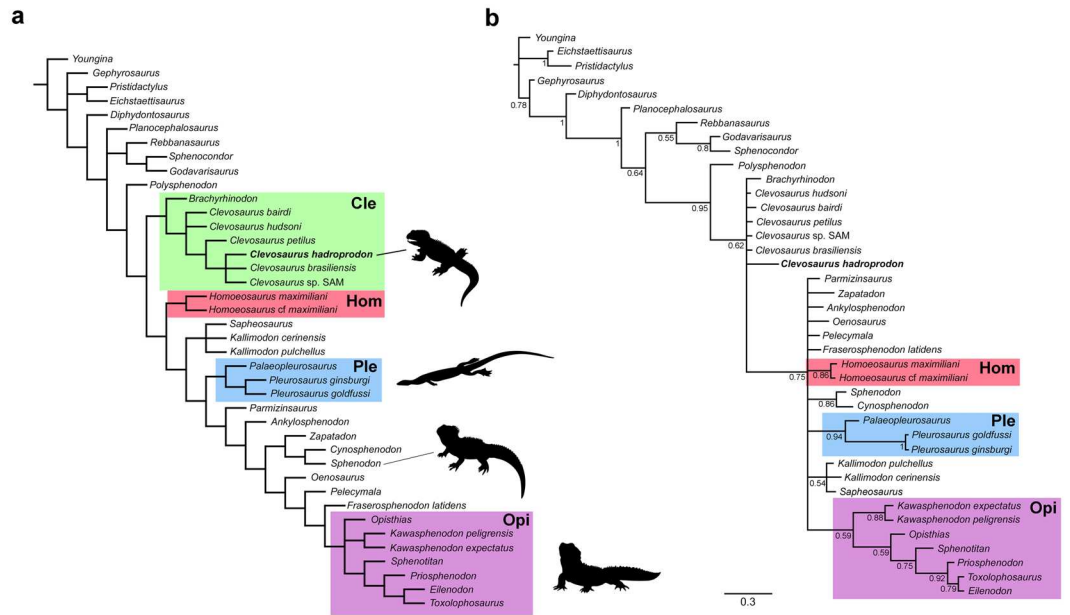 a
Youngina
Gephyrosaurus
Pristidactylus
Eichstaettisaurus
Diphydontosaurus
Planocephalosaurus
Rebbanasaurus
Sphenocondor
Godavarisaurus
Polysphenodon
Brachyrhinodon
Cle
Clevosaurus bairdi
Clevosaurus hudsoni
Clevosaurus petilus
Clevosaurus hadroprodon
Clevosaurus brasiliensis
Clevosaurus sp. SAM
Homoeosaurus maximiliani
Homoeosaurus cf maximiliani
Hom
Sapheosaurus
Kallimodon cerinensis
Kallimodon pulchellus
Palaeopleurosaurus
Ple
Pleurosaurus ginsburgi
Pleurosaurus goldfussi
Parmizinsaurus
Ankylosphenodon
Zapatadon
Cynosphenodon
Sphenodon
Oenosaurus
Pelecymala
Fraserosphenodon latidens
Opisthias
Opi
Kawasphenodon peligrensis
Kawasphenodon expectatus
Sphenotitan
Priosphenodon
Eilenodon
Toxolophosaurus
b
Youngina
Eichstaettisaurus
1
Pristidactylus
Gephyrosaurus
0.78
Diphydontosaurus
1
Planocephalosaurus
1
Rebbanasaurus
0.55
Godavarisaurus
0.8
Sphenocondor
0.64
Polysphenodon
0.95
Brachyrhinodon
Clevosaurus hudsoni
Clevosaurus bairdi
Clevosaurus petilus
Clevosaurus sp. SAM
0.62
Clevosaurus brasiliensis
Clevosaurus hadroprodon
Parmizinsaurus
Zapatadon
Ankylosphenodon
Oenosaurus
Pelecymala
Fraserosphenodon latidens
Homoeosaurus maximiliani
0.75
0.86
Homoeosaurus cf maximiliani
Hom
Sphenodon
0.86
Cynosphenodon
Palaeopleurosaurus
Ple
0.94
Pleurosaurus goldfussi
1
Pleurosaurus ginsburgi
Kallimodon pulchellus
0.54
Kallimodon cerinensis
Sapheosaurus
Kawasphenodon expectatus
Opi
0.88
Kawasphenodon peligrensis
0.59
Opisthias
0.59
Sphenotitan
0.75
Priosphenodon
0.92
Toxolophosaurus
0.79
Eilenodon
0.3